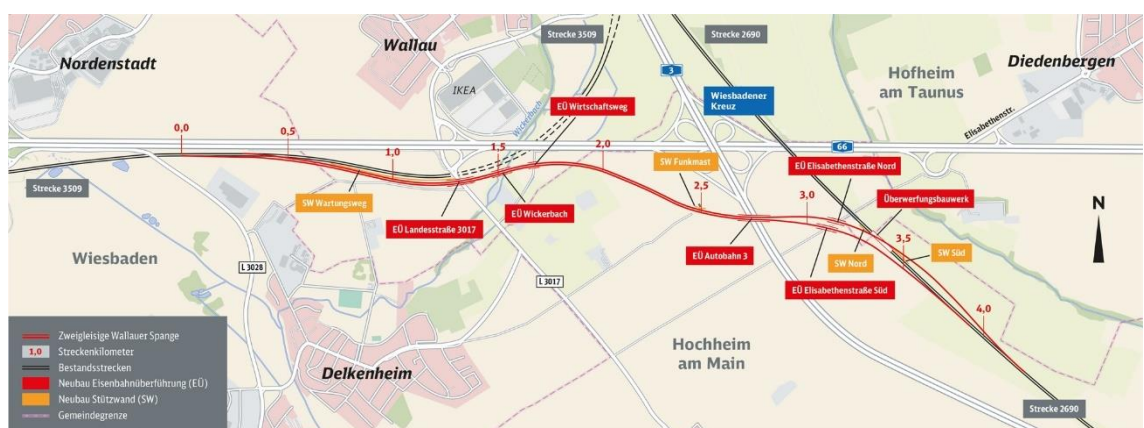 Nordenstadt
Wallau
IKEA
Strecke 3509
Strecke 2690
3
Wiesbadener
Kreuz
Hofheim
am Taunus
Diedenbergen
Elisabethenstr.
Wickerbach
EÜ Wirtschaftsweg
66
0,0
0,5
1,0
1,5
2,0
2,5
3,0
3,5
4,0
Strecke 3509
SW Wartungsweg
EÜ Landesstraße 3017
EÜ Wickerbach
SW Funkmast
EÜ Autobahn 3
EÜ Elisabethenstraße Nord
Überwerfungsbauwerk
SW Nord
SW Süd
EÜ Elisabethenstraße Süd
N
Wiesbaden
L 3028
L 3017
Delkenheim
Hochheim
am Main
Strecke 2690
Zweigleisige Wallauer Spange
1,0 Streckenkilometer
Bestandsstrecken
Neubau Eisenbahnüberführung (EÜ)
Neubau Stützwand (SW)
Gemeindegrenze